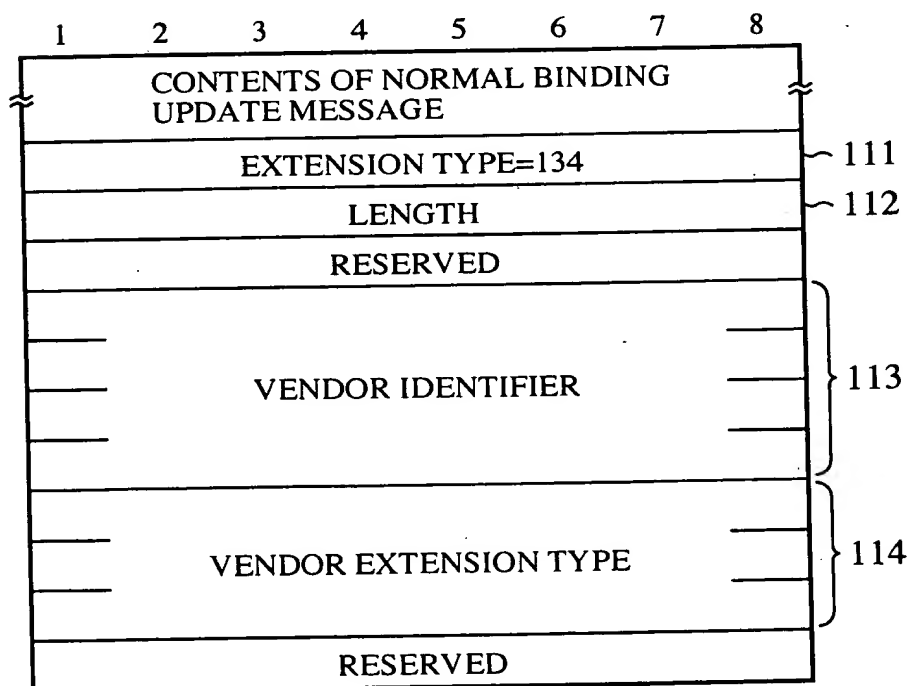 1 2 3 4 5 6 7 8
CONTENTS OF NORMAL BINDING
UPDATE MESSAGE
EXTENSION TYPE=134 111
LENGTH 112
RESERVED
VENDOR IDENTIFIER 113
VENDOR EXTENSION TYPE 114
RESERVED